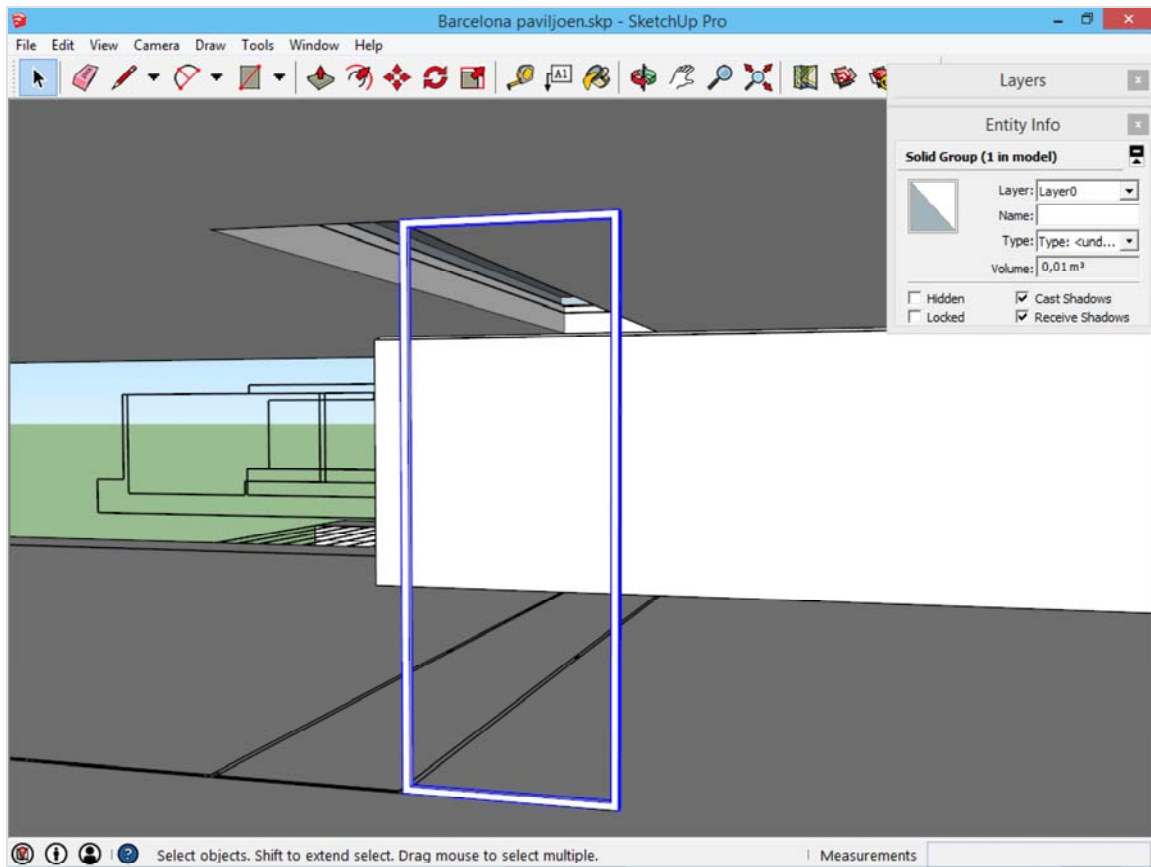 Barcelona paviljoen.skp - SketchUp Pro
File Edit View Camera Draw Tools Window Help
A1
Layers
Entity Info
Solid Group (1 in model)
Layer: Layer0
Name:
Type: Type: <und...
Volume: 0,01 m³
Hidden Cast Shadows
Locked Receive Shadows
Select objects. Shift to extend select. Drag mouse to select multiple. Measurements